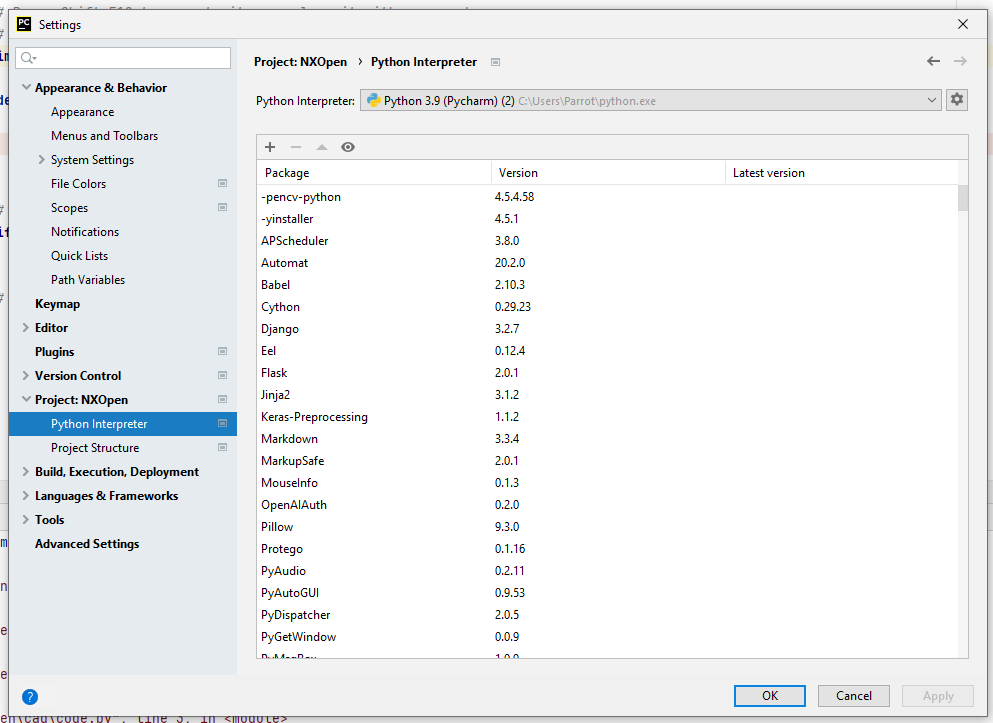 Settings
Project: NXOpen › Python Interpreter
Python Interpreter: Python 3.9 (Pycharm) (2) C:\Users\Parrot\python.exe
Appearance & Behavior
Appearance
Menus and Toolbars
System Settings
File Colors
Scopes
Notifications
Quick Lists
Path Variables
Keymap
Editor
Plugins
Version Control
Project: NXOpen
Python Interpreter
Project Structure
Build, Execution, Deployment
Languages & Frameworks
Tools
Advanced Settings
Package Version Latest version
-pencv-python 4.5.4.58
-yinstaller 4.5.1
APScheduler 3.8.0
Automat 20.2.0
Babel 2.10.3
Cython 0.29.23
Django 3.2.7
Eel 0.12.4
Flask 2.0.1
Jinja2 3.1.2
Keras-Preprocessing 1.1.2
Markdown 3.3.4
MarkupSafe 2.0.1
MouseInfo 0.1.3
OpenAIAuth 0.2.0
Pillow 9.3.0
Protego 0.1.16
PyAudio 0.2.11
PyAutoGUI 0.9.53
PyDispatcher 2.0.5
PyGetWindow 0.0.9
OK Cancel Apply
en\cad\code.py", line 3, in <module>